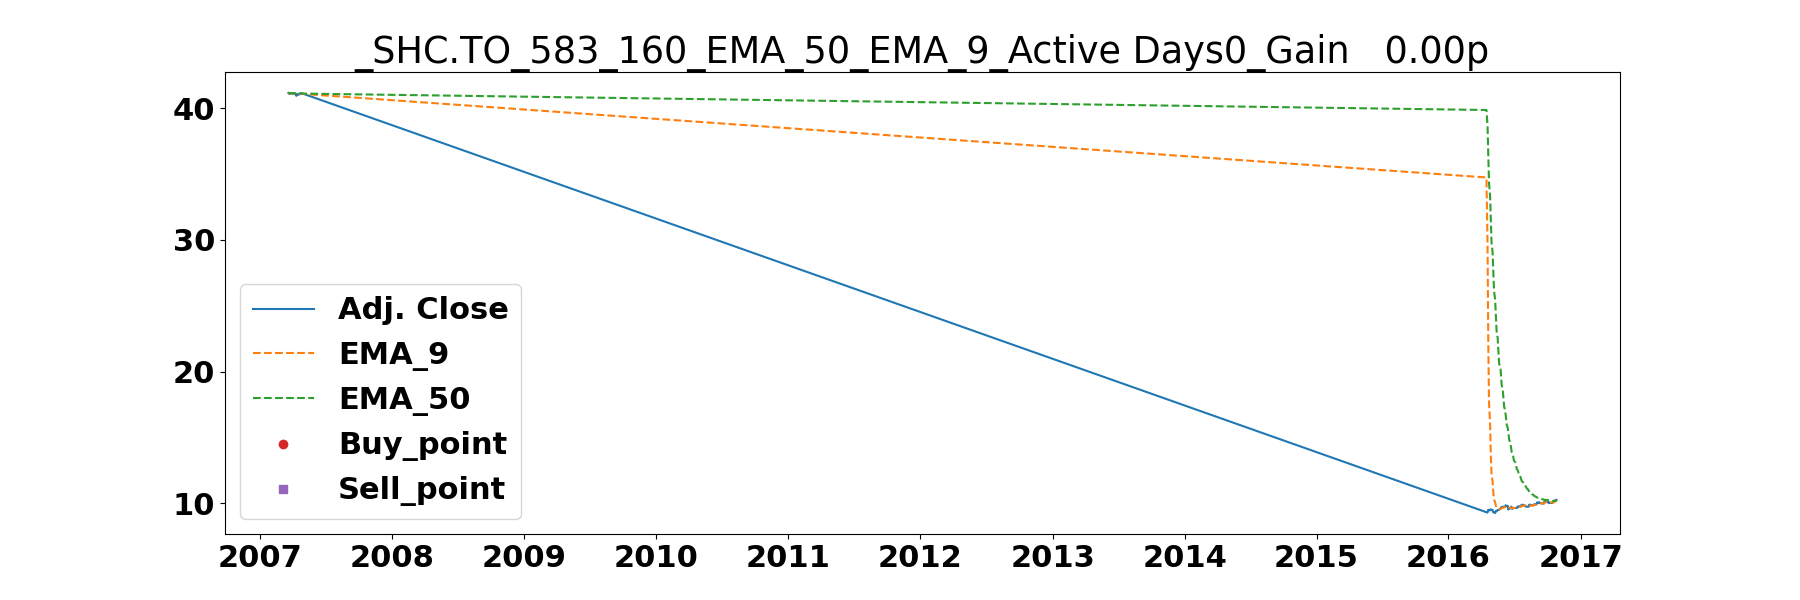 _SHC.TO_583_160_EMA_50_EMA_9_Active Days0_Gain   0.00p
40
30
20
10
Adj. Close
EMA_9
EMA_50
Buy_point
Sell_point
2007 2008 2009 2010 2011 2012 2013 2014 2015 2016 2017